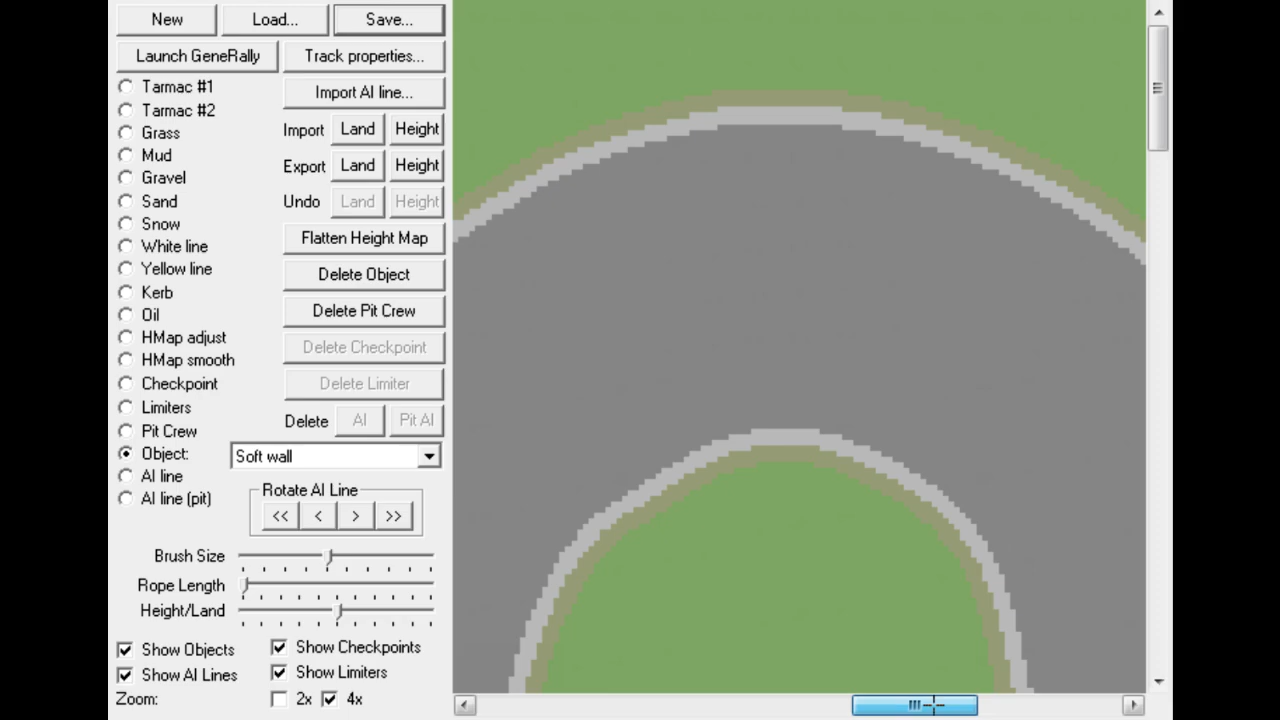 New Load... Save...
Launch GeneRally Track properties...
Tarmac #1 Import AI line...
Tarmac #2
Grass Import Land Height
Mud
Gravel Export Land Height
Sand Undo Land Height
Snow
White line Flatten Height Map
Yellow line Delete Object
Kerb
Oil Delete Pit Crew
HMap adjust Delete Checkpoint
HMap smooth
Checkpoint Delete Limiter
Limiters
Pit Crew Delete AI Pit AI
Object: Soft wall
AI line
AI line (pit) Rotate AI Line
<< < > >>
Brush Size
Rope Length
Height/Land
Show Objects Show Checkpoints
Show AI Lines Show Limiters
Zoom: 2x 4x